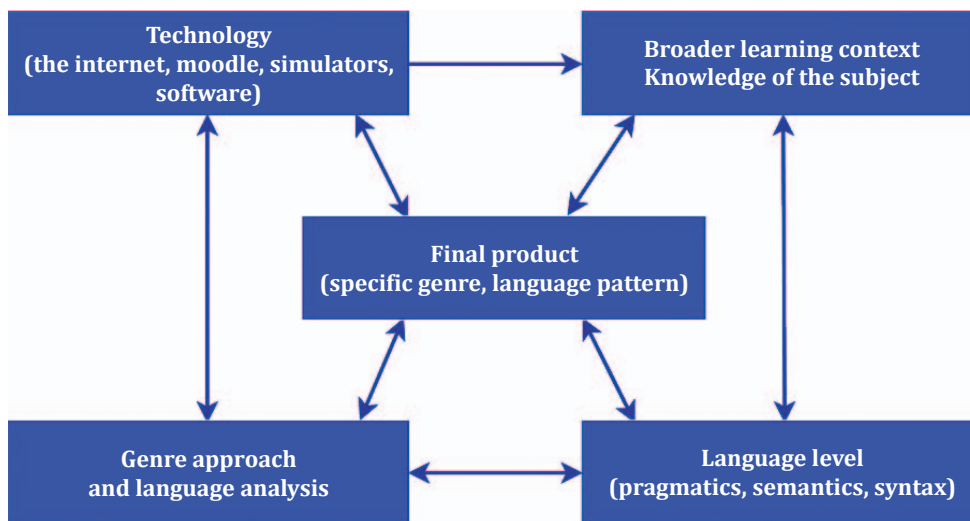 Technology
(the internet, moodle, simulators,
software)
Broader learning context
Knowledge of the subject
Final product
(specific genre, language pattern)
Genre approach
and language analysis
Language level
(pragmatics, semantics, syntax)